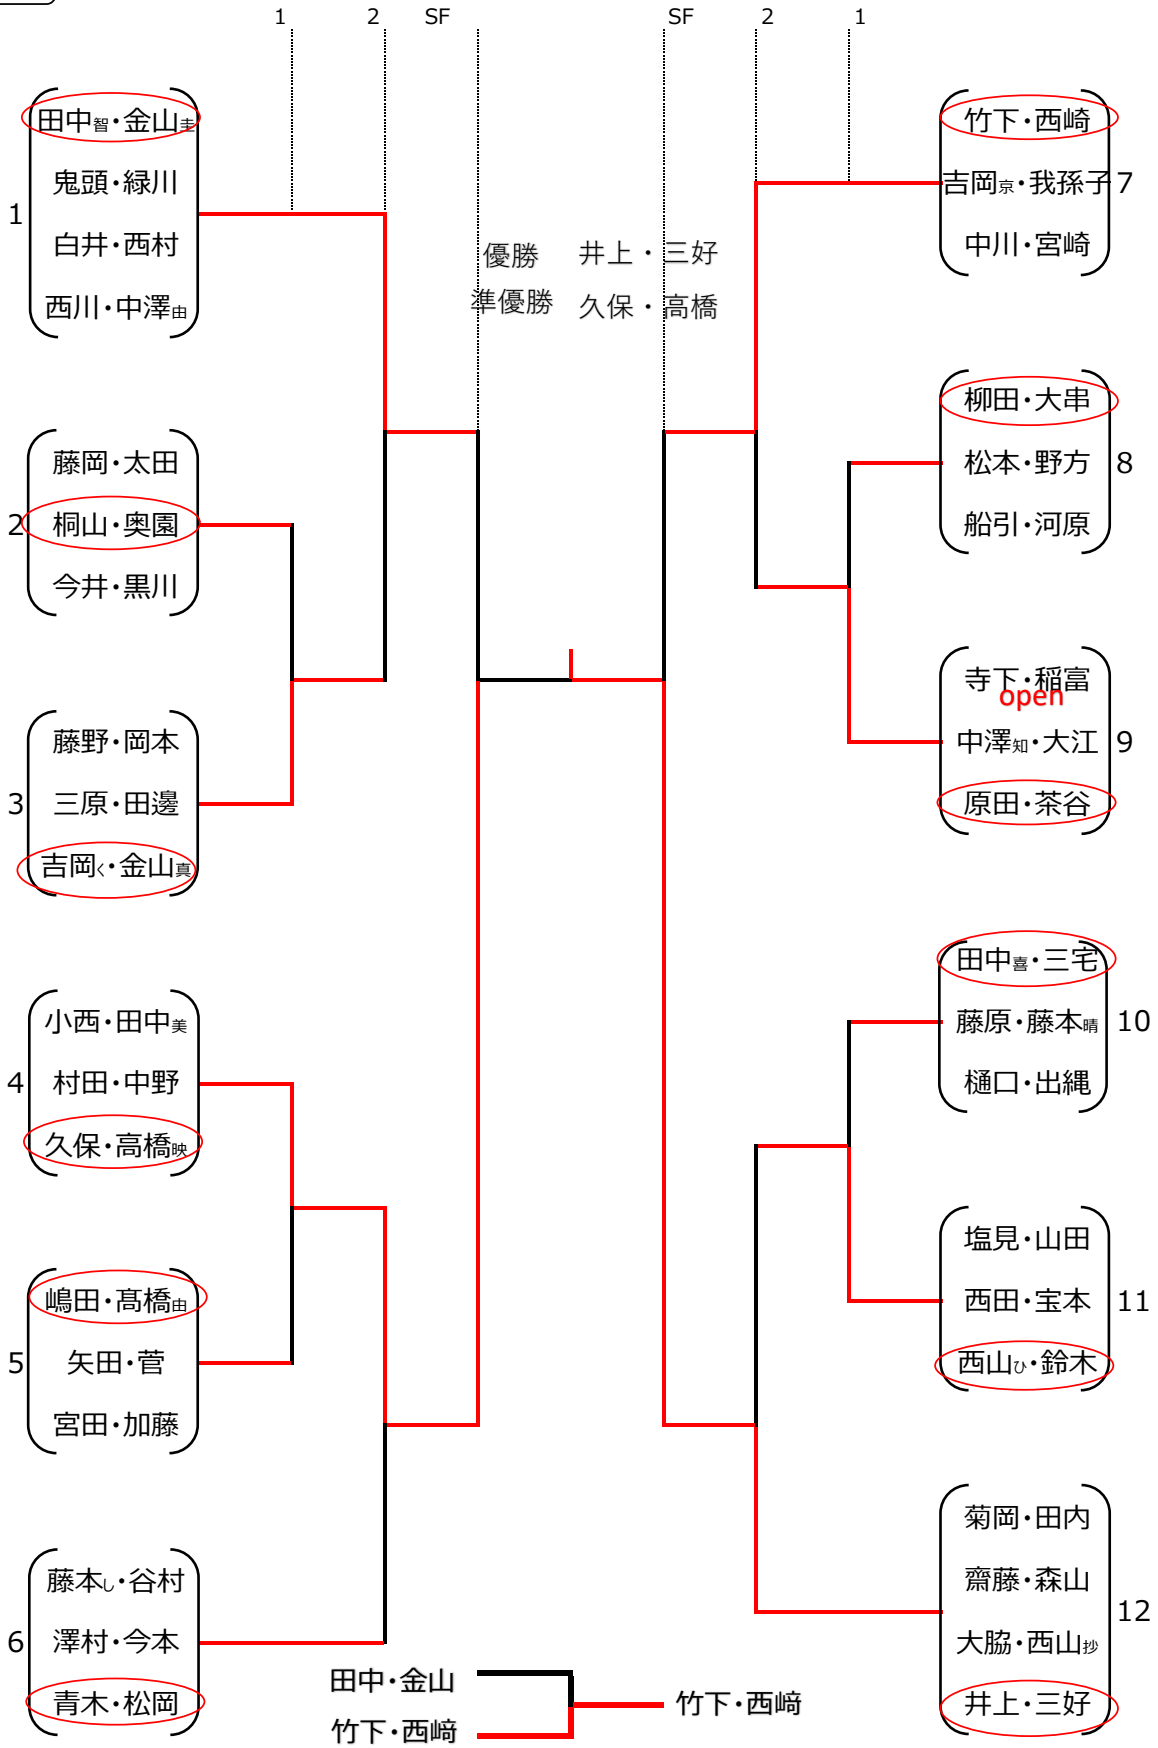 1 2 SF SF 2 1
1
田中智・金山圭
鬼頭・緑川
白井・西村
西川・中澤由
2
藤岡・太田
桐山・奥園
今井・黒川
3
藤野・岡本
三原・田邊
吉岡く・金山真
4
小西・田中美
村田・中野
久保・高橋映
5
嶋田・髙橋由
矢田・菅
宮田・加藤
6
藤本し・谷村
澤村・今本
青木・松岡
優勝 井上・三好
準優勝 久保・高橋
竹下・西崎
吉岡京・我孫子
中川・宮崎
7
柳田・大串
松本・野方
船引・河原
8
寺下・稲富
open
中澤知・大江
原田・茶谷
9
田中喜・三宅
藤原・藤本晴
樋口・出縄
10
塩見・山田
西田・宝本
西山ひ・鈴木
11
菊岡・田内
齋藤・森山
大脇・西山抄
井上・三好
12
田中・金山
竹下・西﨑
竹下・西﨑